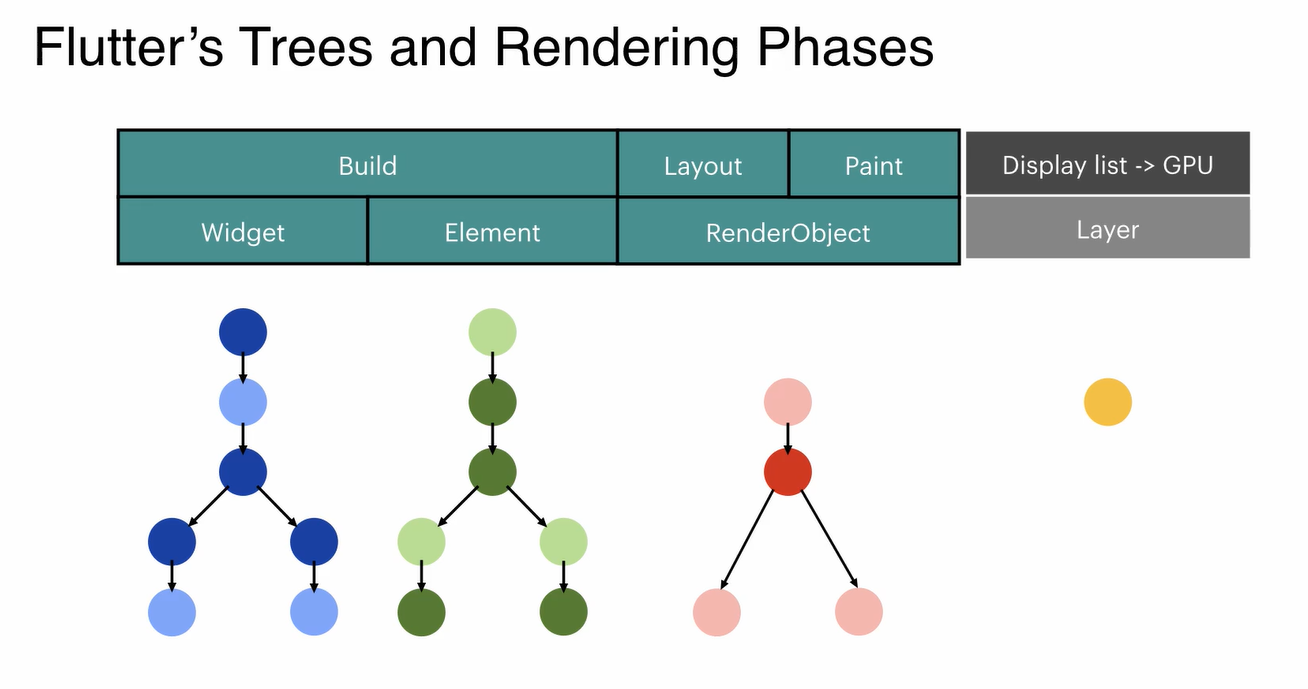 Flutter’s Trees and Rendering Phases
Build
Layout
Paint
Display list -> GPU
Widget
Element
RenderObject
Layer